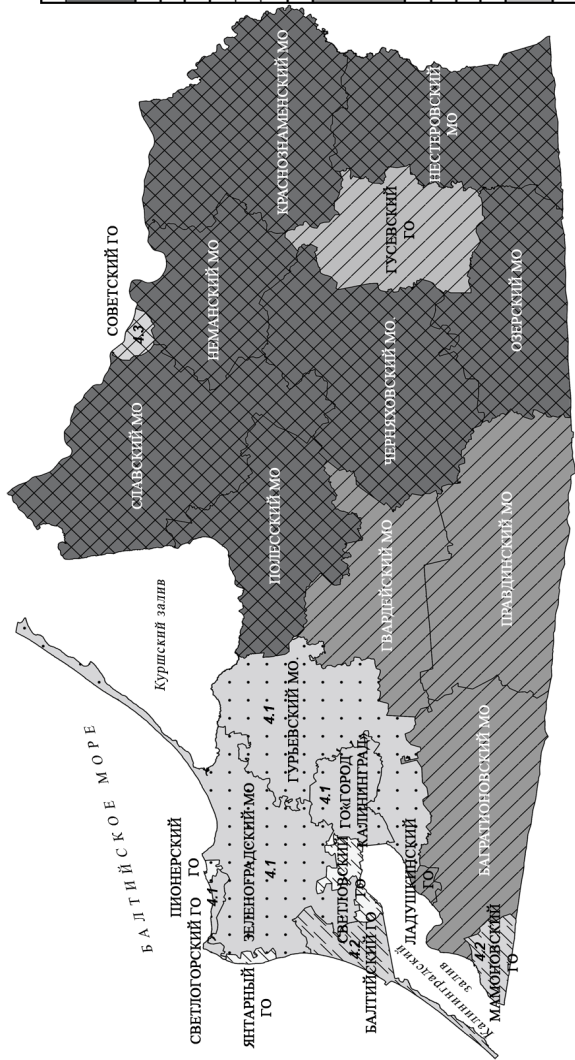 БАЛТИЙСКОЕ МОРЕ
Куршский залив
Калининградский
залив
СЛАВСКИЙ МО
СОВЕТСКИЙ ГО
4.3
НЕМАНСКИЙ МО
КРАСНОЗНАМЕНСКИЙ МО
ПОЛЕССКИЙ МО
ЧЕРНЯХОВСКИЙ МО.
ГУСЕВСКИЙ
ГО
НЕСТЕРОВСКИЙ
МО
ОЗЕРСКИЙ МО
ПИОНЕРСКИЙ
ГО
СВЕТЛОГОРСКИЙ ГО
4.1
ЯНТАРНЫЙ
ГО
ЗЕЛЕНОГРАДСКИЙ МО
4.1
ГУРЬЕВСКИЙ МО.
4.1
ГО«ГОРОД
КАЛИНИНГРАД»
4.1
СВЕТЛОВСКИЙ
ГО
БАЛТИЙСКИЙ ГО
4.2
ЛАДУШКИНСКИЙ
ГО
МАМОНОВСКИЙ
ГО
4.2
БАГРАТИОНОВСКИЙ МО
ГВАРДЕЙСКИЙ МО
ПРАВДИНСКИЙ МО